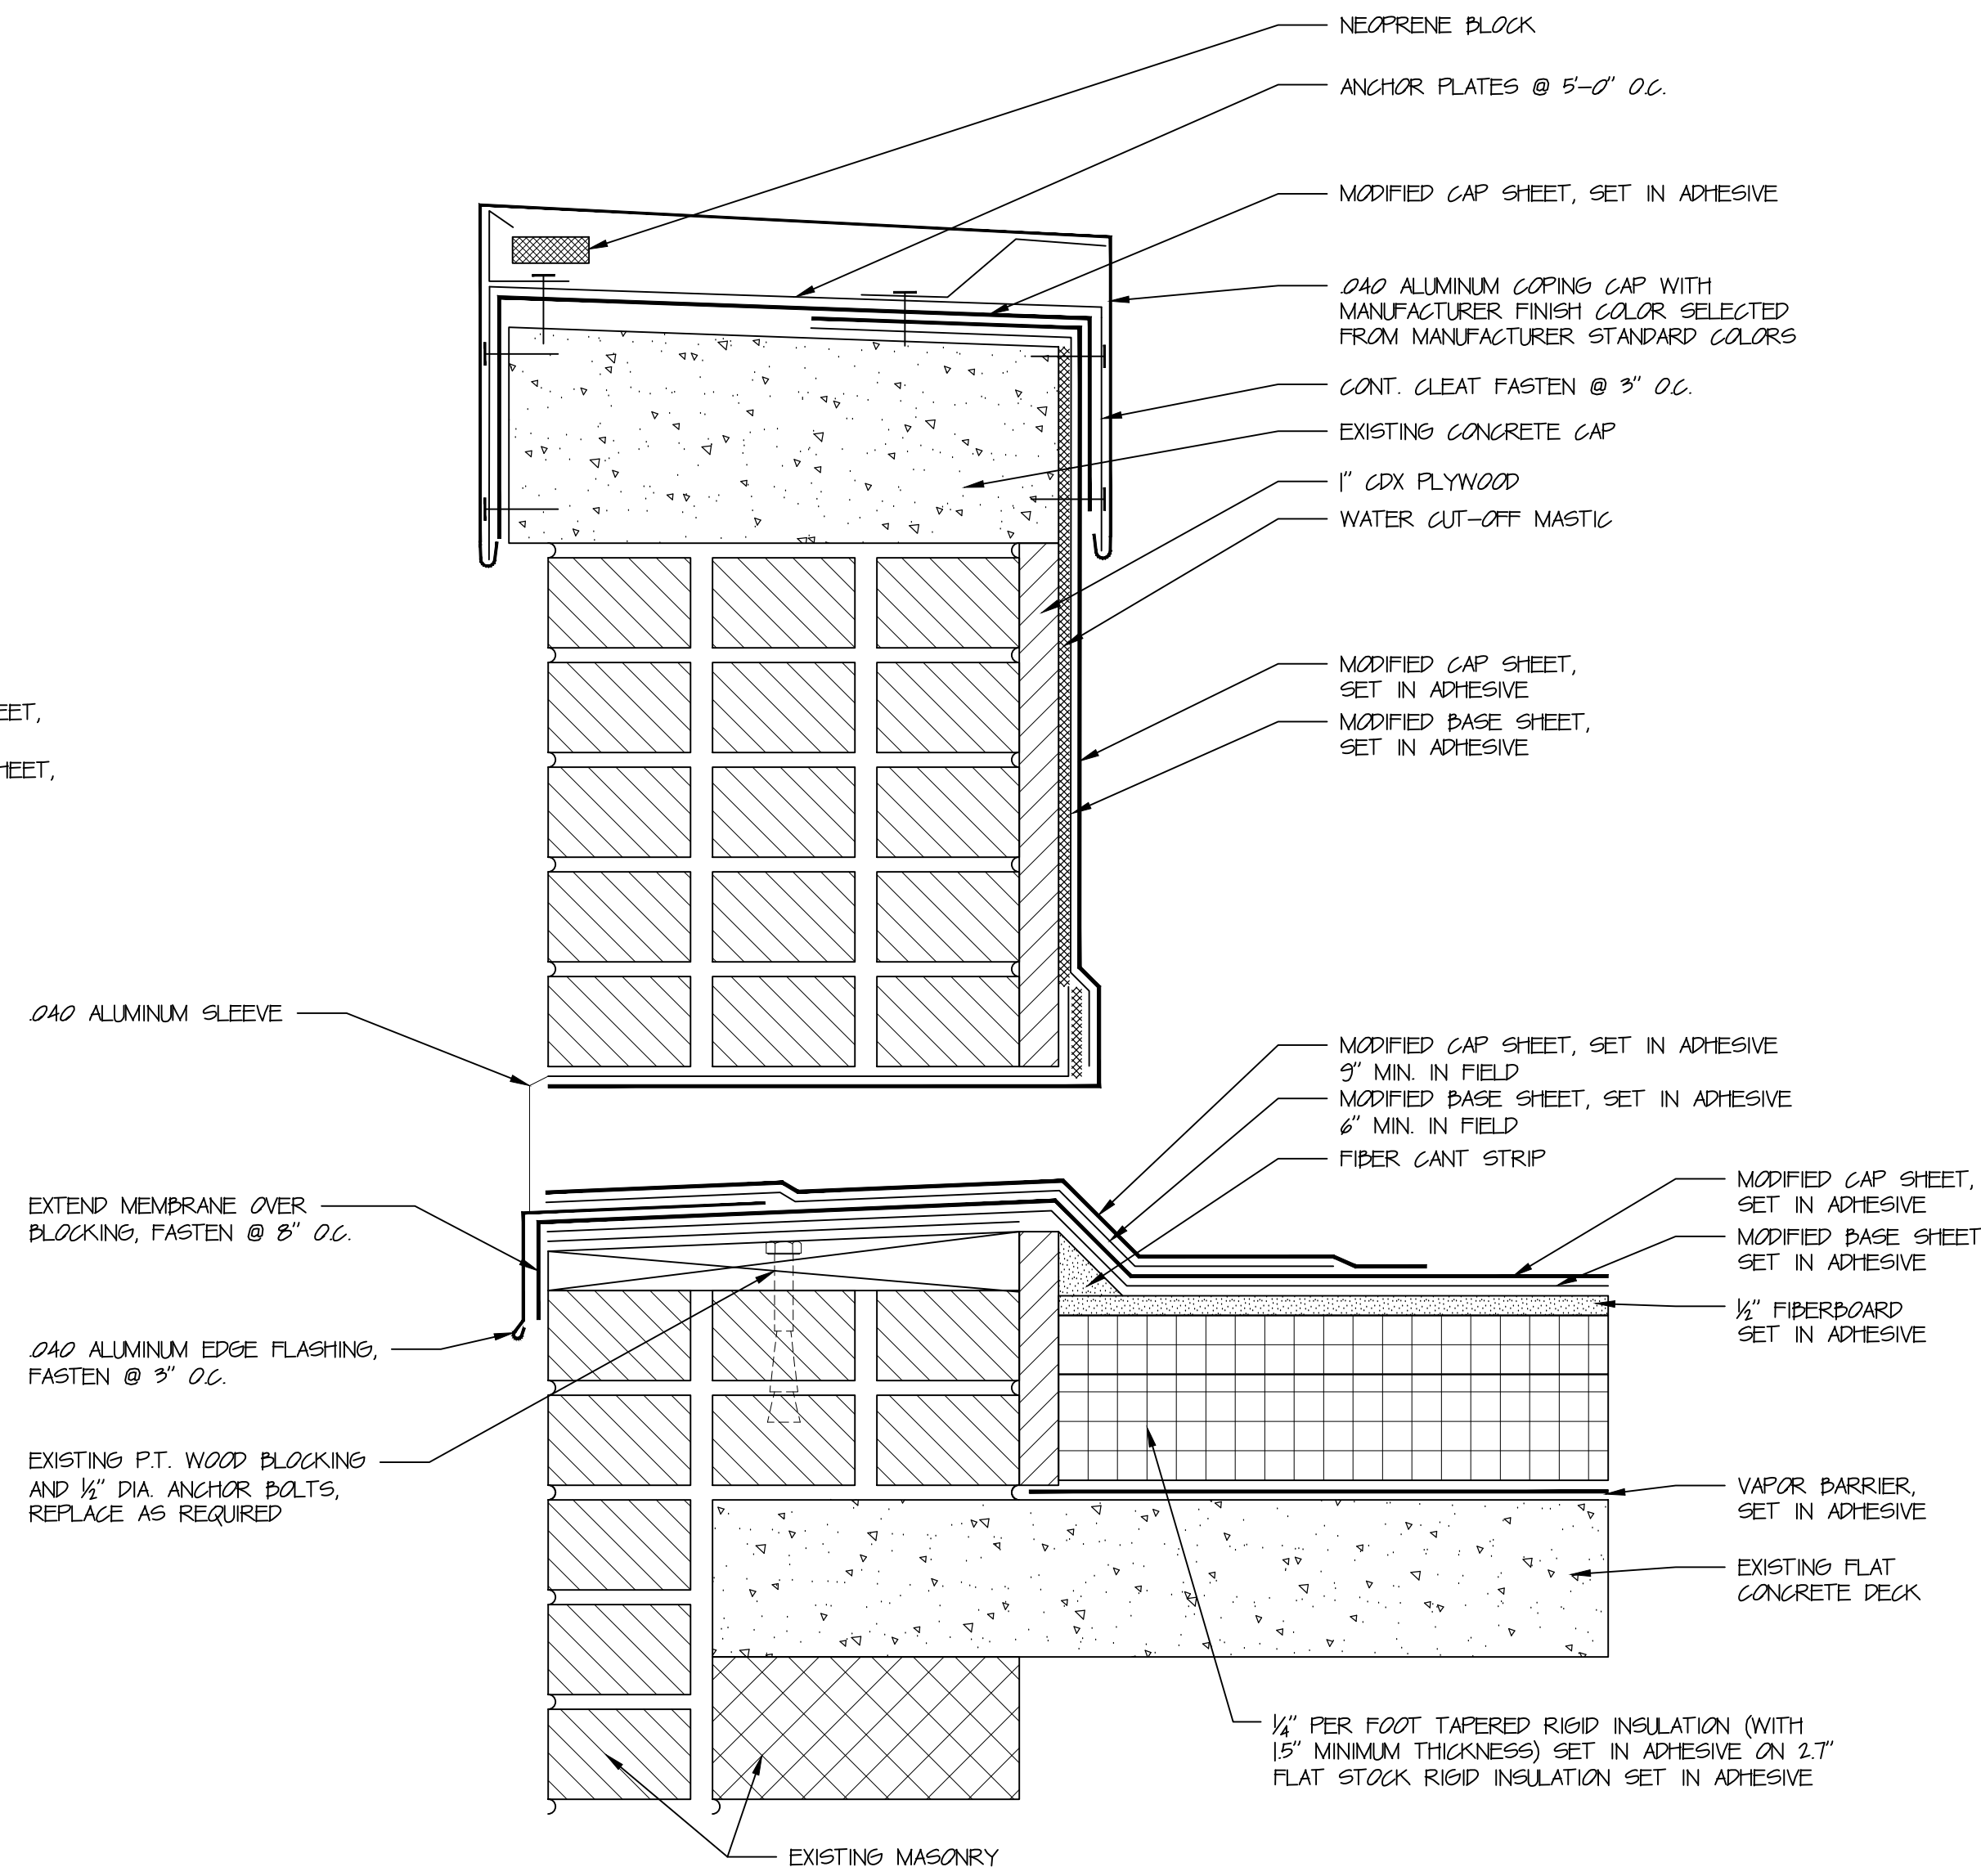 NEOPRENE BLOCK
ANCHOR PLATES @ 5'-0" O.C.
MODIFIED CAP SHEET, SET IN ADHESIVE
.040 ALUMINUM COPING CAP WITH
MANUFACTURER FINISH COLOR SELECTED
FROM MANUFACTURER STANDARD COLORS
CONT. CLEAT FASTEN @ 3" O.C.
EXISTING CONCRETE CAP
1" CDX PLYWOOD
WATER CUT-OFF MASTIC
MODIFIED CAP SHEET,
SET IN ADHESIVE
MODIFIED BASE SHEET,
SET IN ADHESIVE
EET,
HEET,
.040 ALUMINUM SLEEVE
EXTEND MEMBRANE OVER
BLOCKING, FASTEN @ 8" O.C.
.040 ALUMINUM EDGE FLASHING,
FASTEN @ 3" O.C.
EXISTING P.T. WOOD BLOCKING
AND ½" DIA. ANCHOR BOLTS,
REPLACE AS REQUIRED
MODIFIED CAP SHEET, SET IN ADHESIVE
9" MIN. IN FIELD
MODIFIED BASE SHEET, SET IN ADHESIVE
6" MIN. IN FIELD
FIBER CANT STRIP
MODIFIED CAP SHEET,
SET IN ADHESIVE
MODIFIED BASE SHEET
SET IN ADHESIVE
½" FIBERBOARD
SET IN ADHESIVE
VAPOR BARRIER,
SET IN ADHESIVE
EXISTING FLAT
CONCRETE DECK
¼" PER FOOT TAPERED RIGID INSULATION (WITH
1.5" MINIMUM THICKNESS) SET IN ADHESIVE ON 2.7"
FLAT STOCK RIGID INSULATION SET IN ADHESIVE
EXISTING MASONRY